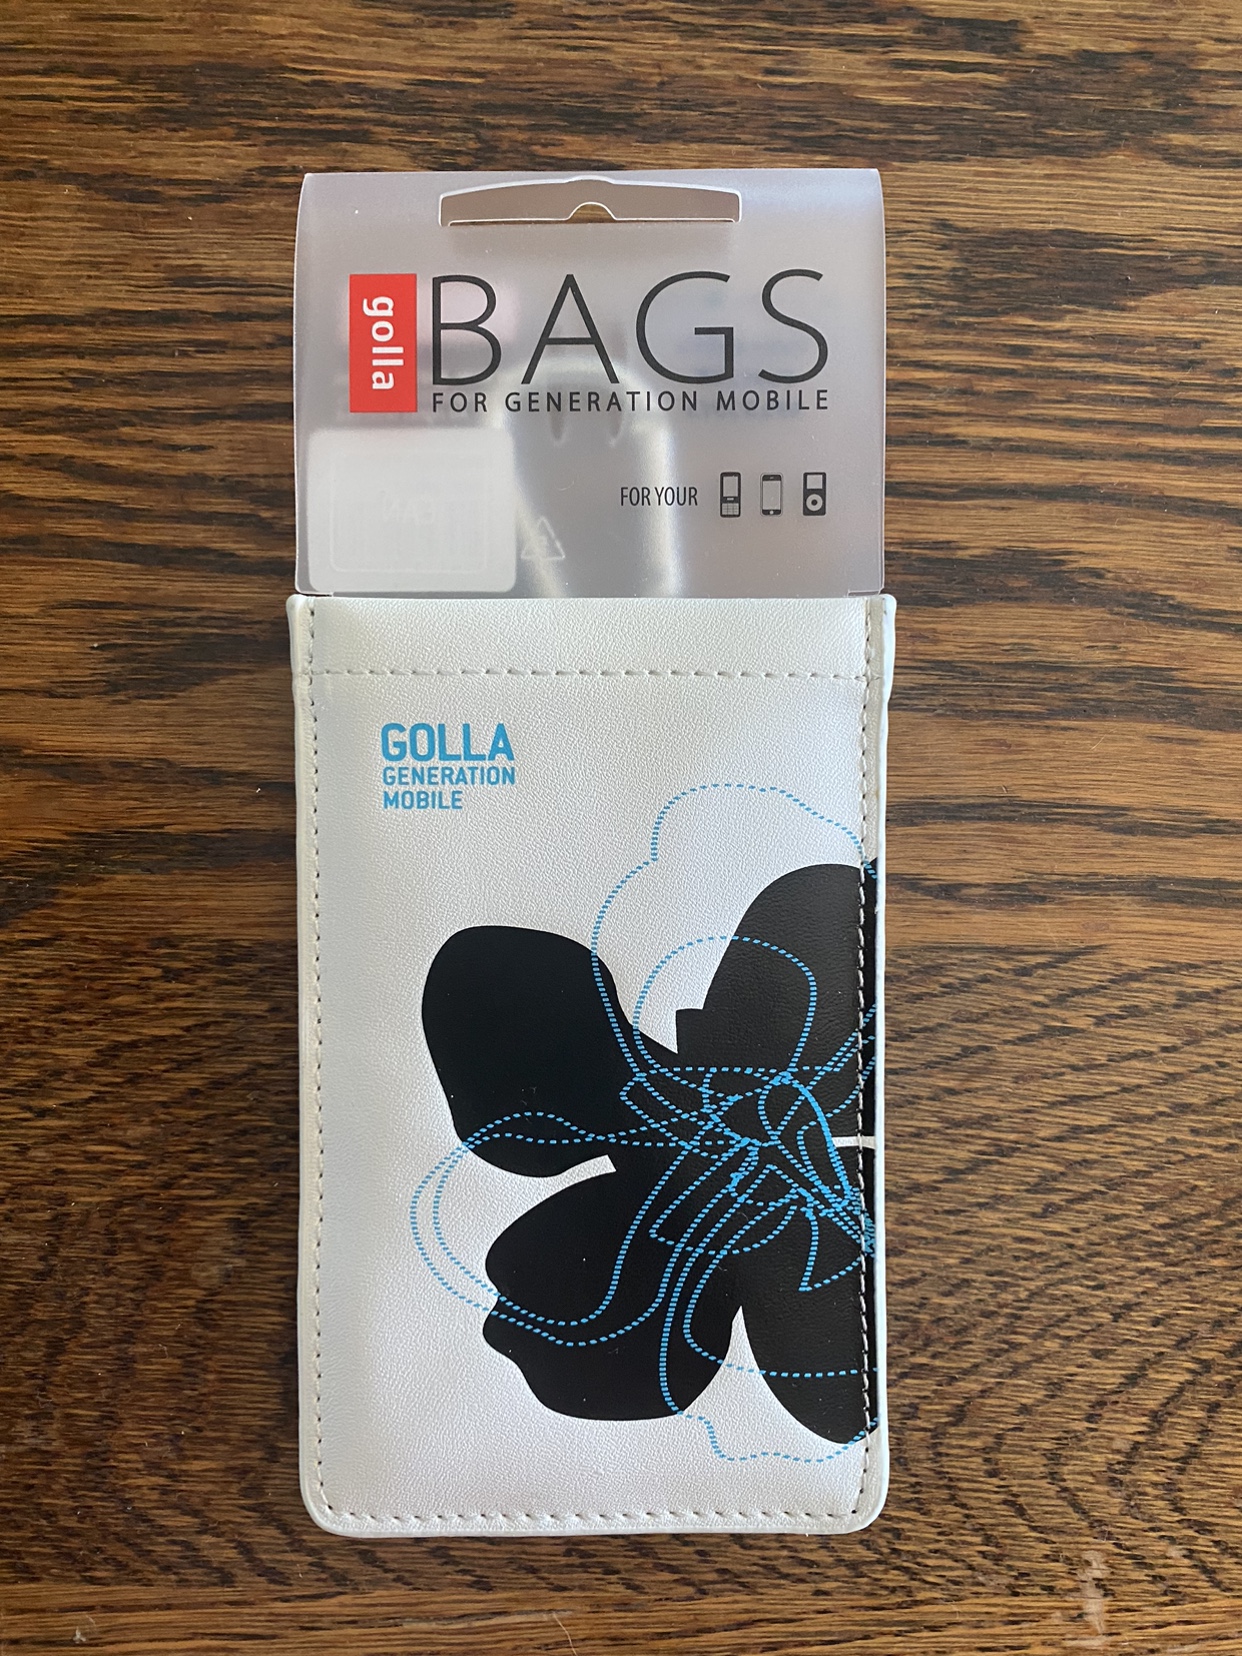 golla
BAGS
FOR GENERATION MOBILE
FOR YOUR
GOLLA
GENERATION
MOBILE